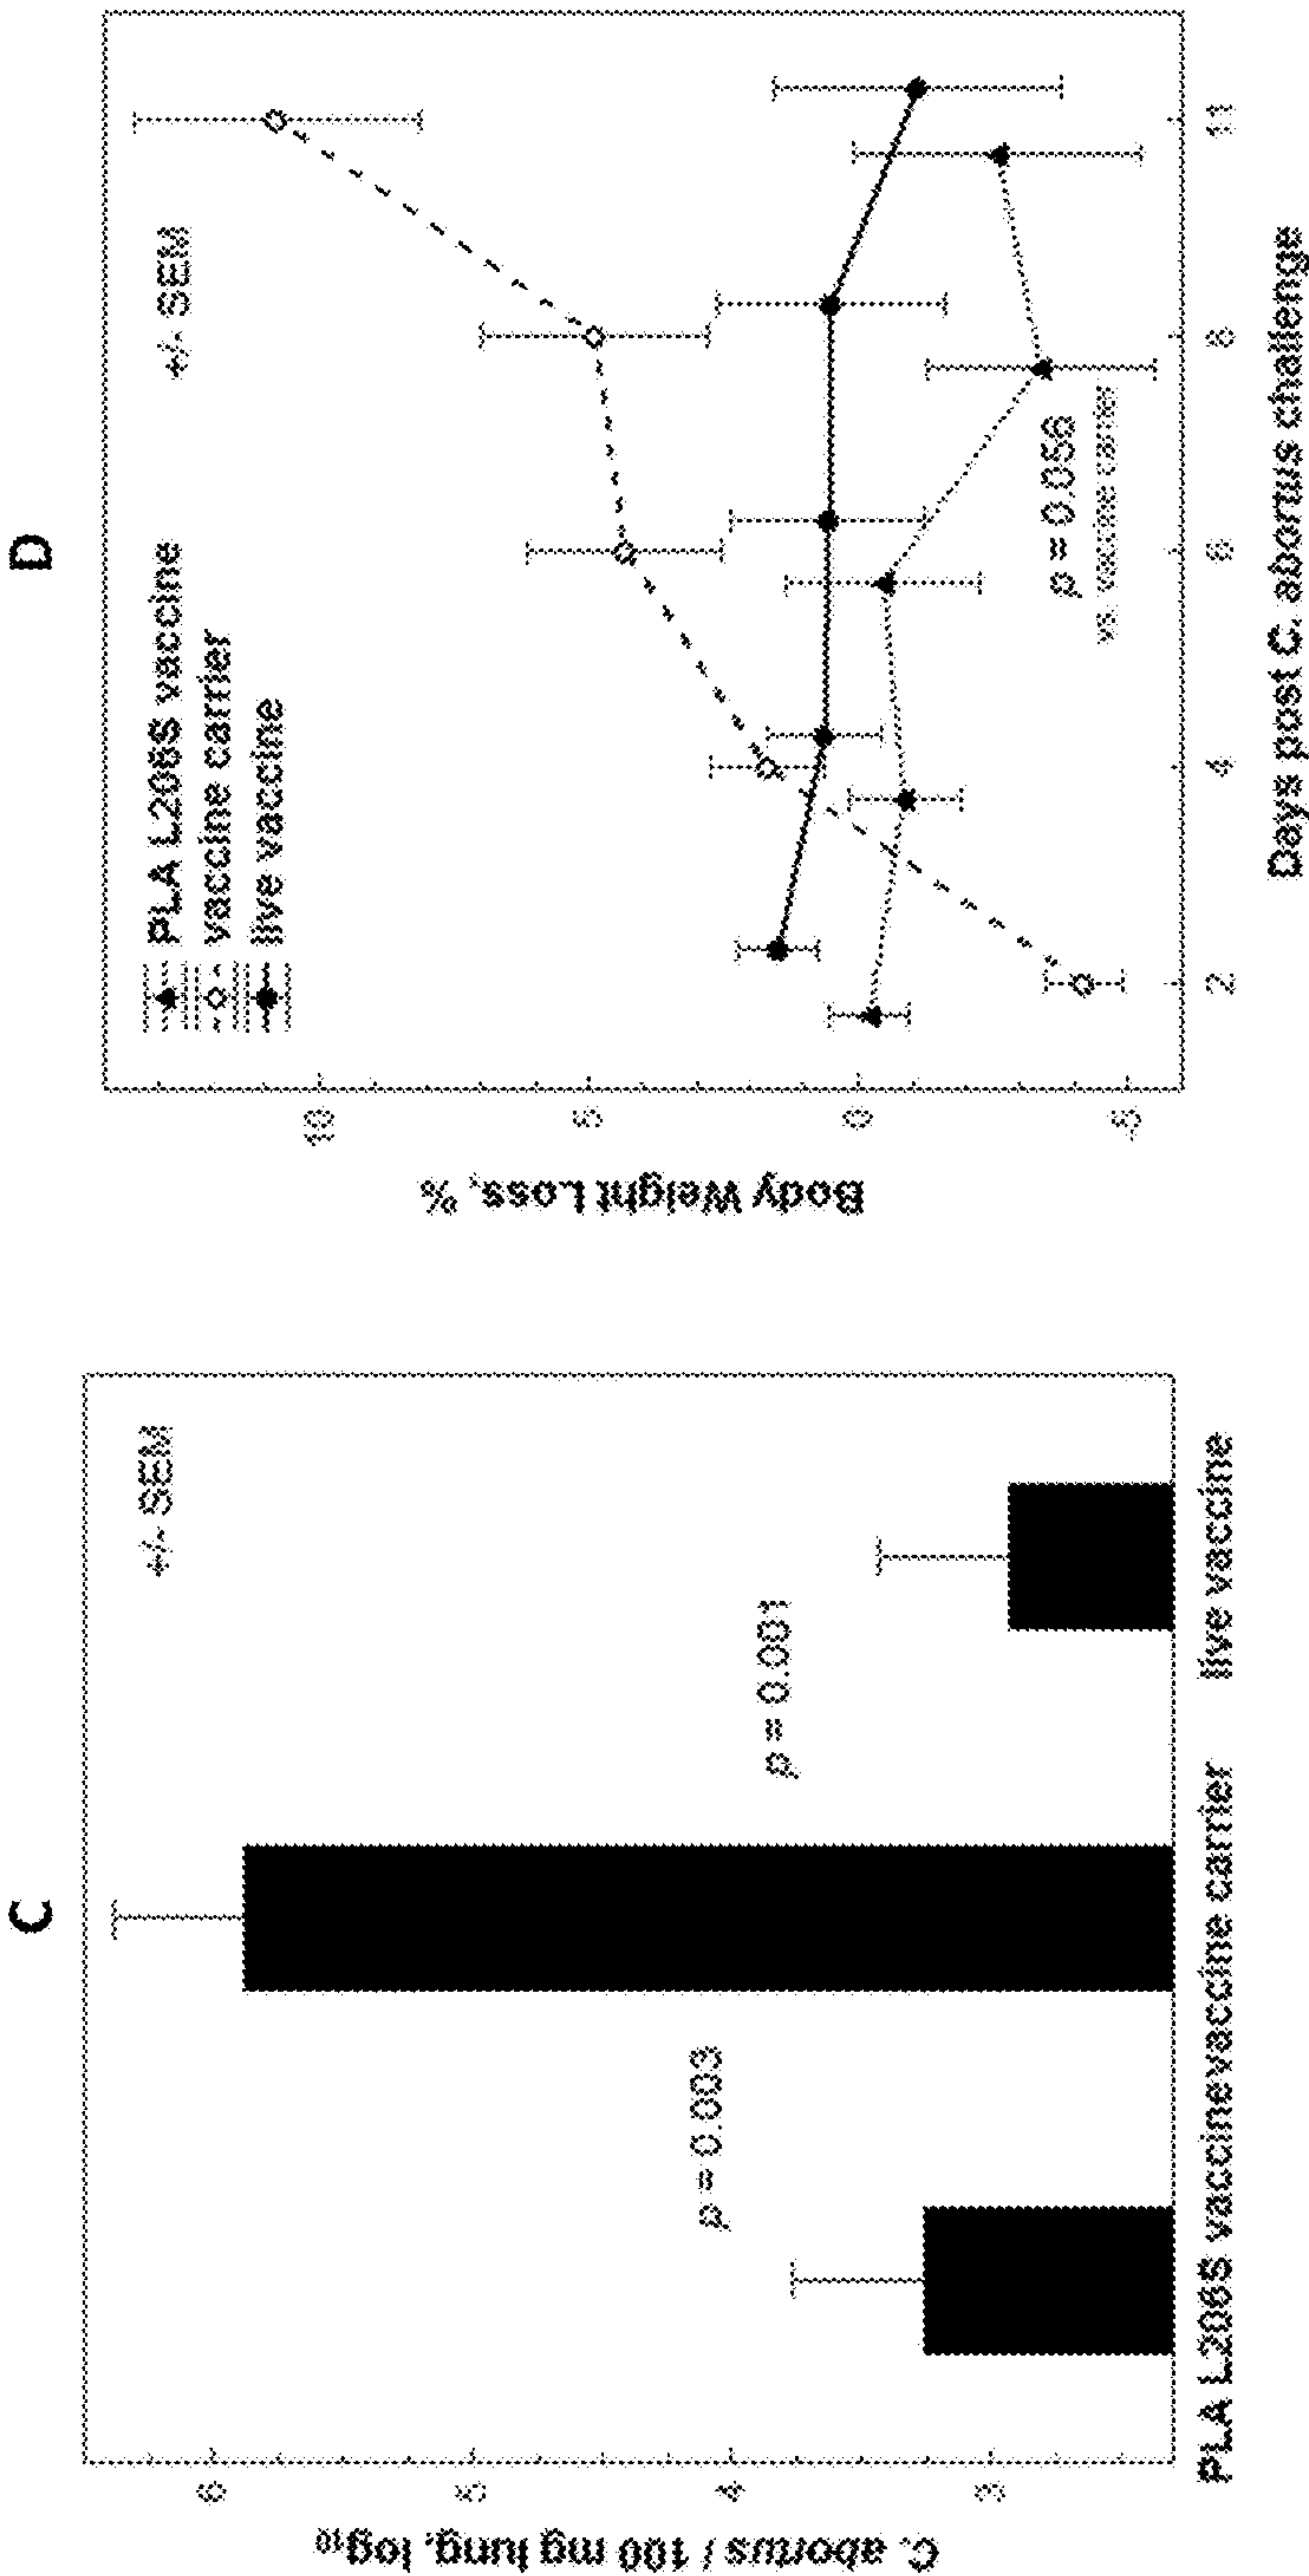 C
+/- SEM
p = 0.003
p = 0.001
6
5
4
3
C. abortus / 100 mg lung, log10
PLA L206S vaccine vaccine carrier live vaccine
D
PLA L206S vaccine
vaccine carrier
live vaccine
+/- SEM
10
5
0
-5
Body Weight Loss, %
p = 0.056
vs. vaccine carrier
2 4 6 8 11
Days post C. abortus challenge